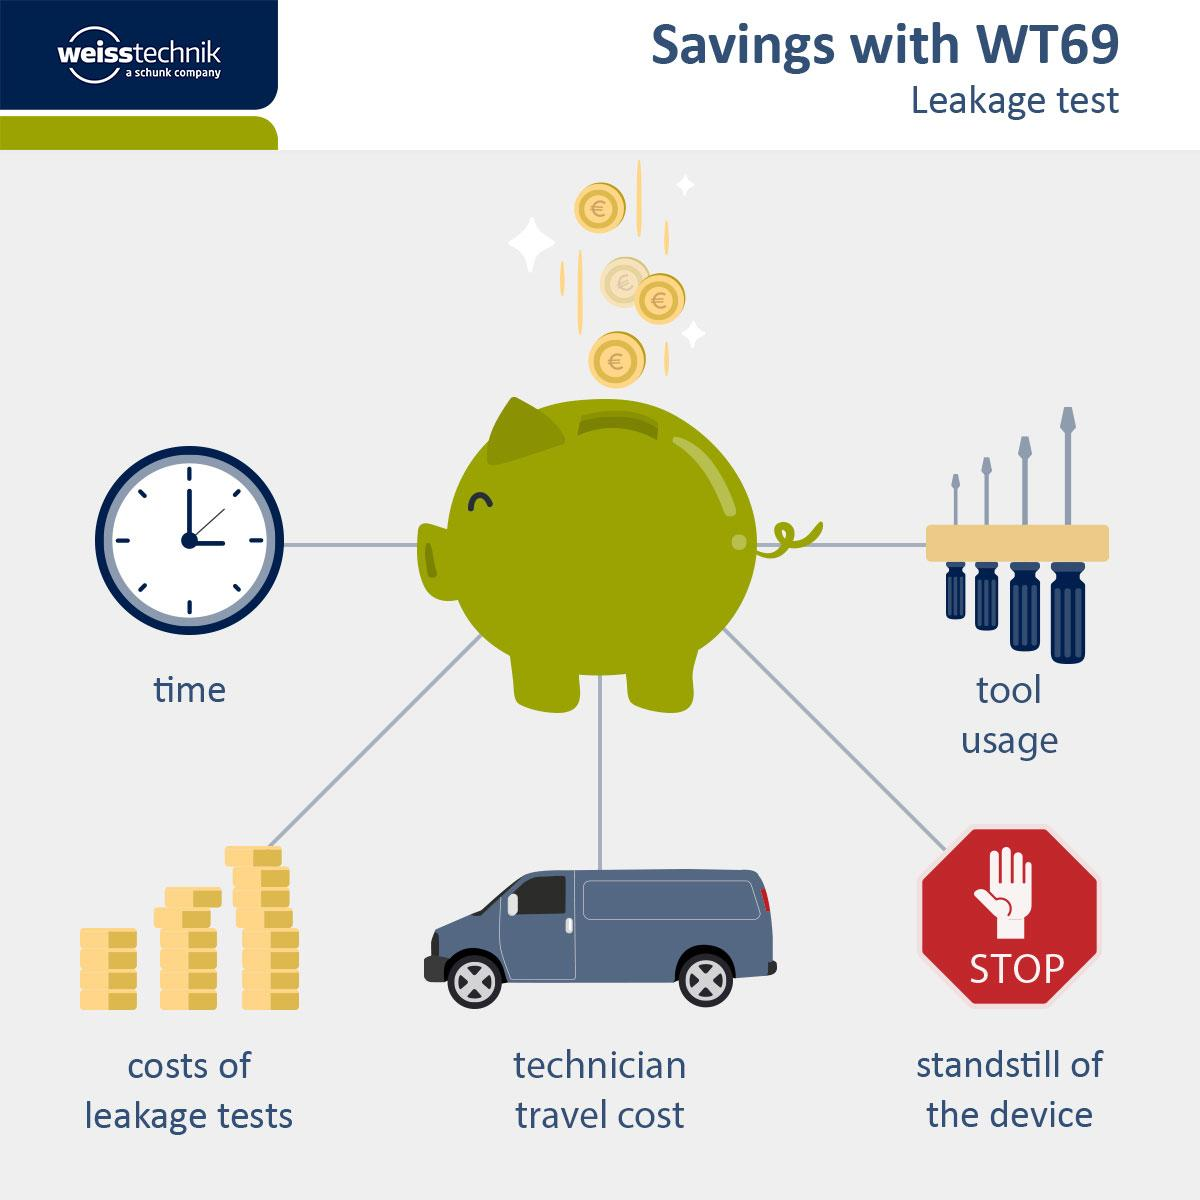 weisstechnik
a schunk company
Savings with WT69
Leakage test
€
€
€
€
time
tool
usage
STOP
costs of
leakage tests
technician
travel cost
standstill of
the device